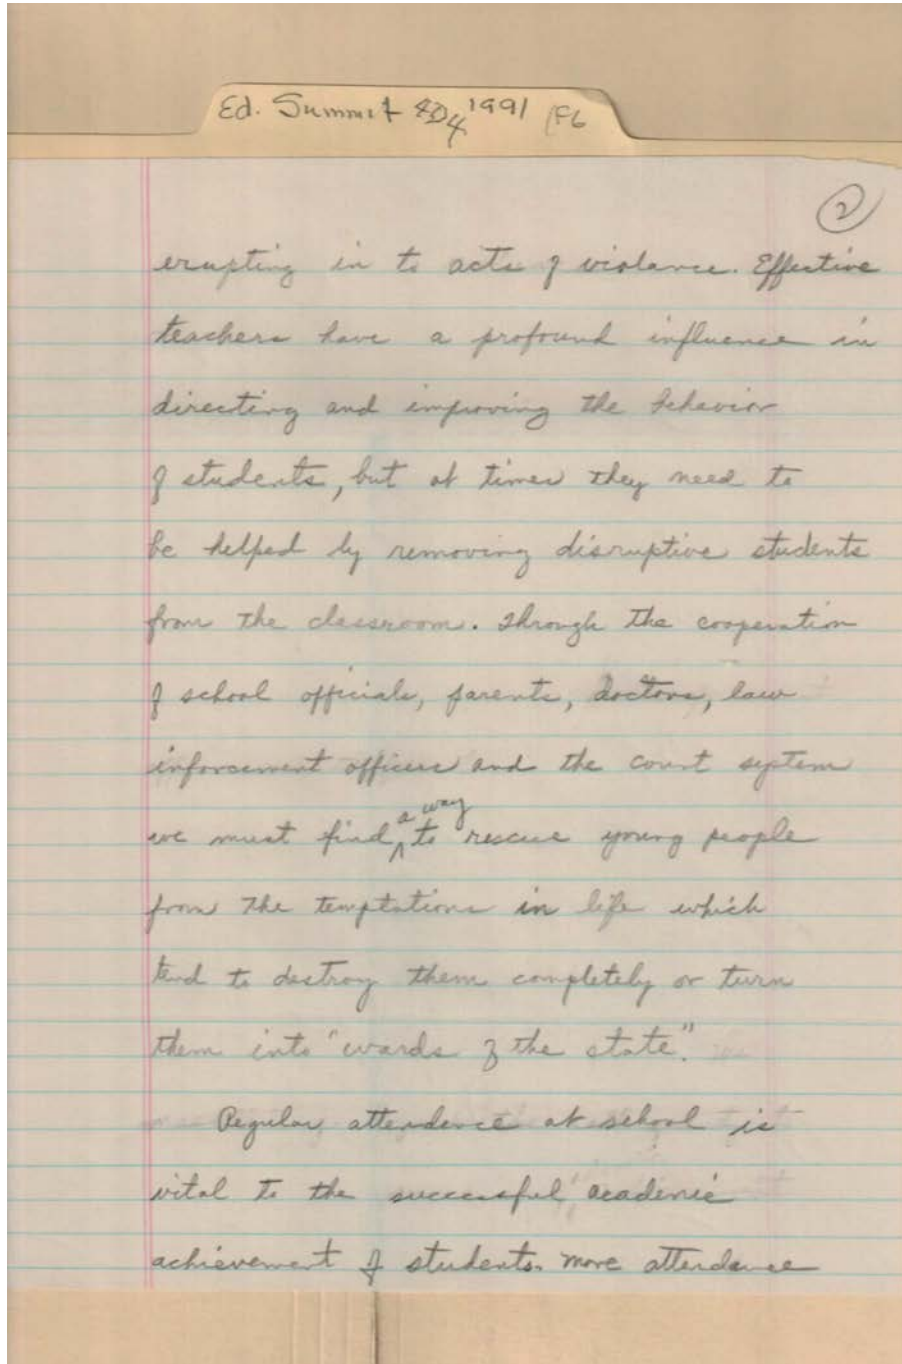 Ed. Summit 1991
2
erupting in to acts of violance. Effective
teachers have a profound influence in
directing and improving the behavior
of students, but at times they need to
be helped by removing disruptive students
from the classroom. Through the cooperation
of school officials, parents, doctors, law
inforcement officers and the court system
we must find a way to rescue young people
from the temptations in life which
tend to destroy them completely or turn
them into "wards of the state".
Regular attendence at school is
vital to the successful academic
achievement of students. more attendance